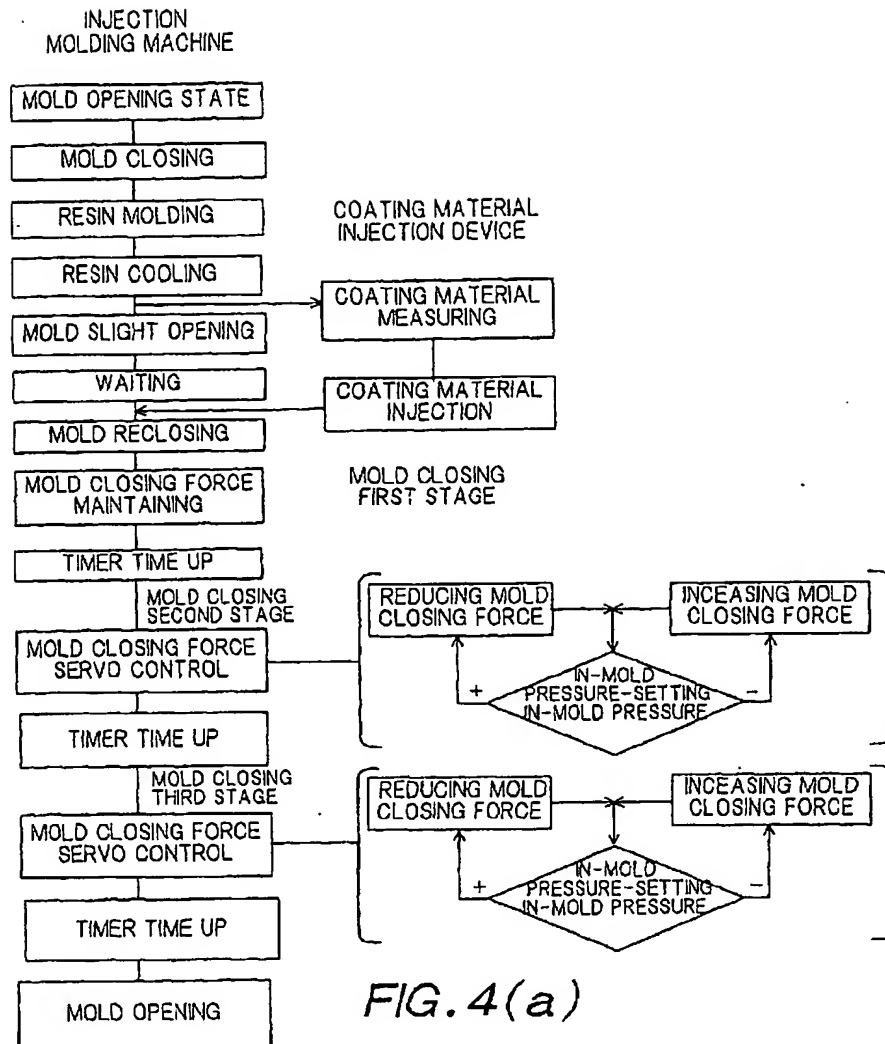 INJECTION
MOLDING MACHINE
MOLD OPENING STATE
MOLD CLOSING
RESIN MOLDING
RESIN COOLING
COATING MATERIAL
INJECTION DEVICE
COATING MATERIAL
MEASURING
MOLD SLIGHT OPENING
WAITING
COATING MATERIAL
INJECTION
MOLD RECLOSING
MOLD CLOSING FORCE
MAINTAINING
MOLD CLOSING
FIRST STAGE
TIMER TIME UP
MOLD CLOSING
SECOND STAGE
MOLD CLOSING FORCE
SERVO CONTROL
REDUCING MOLD
CLOSING FORCE
INCEASING MOLD
CLOSING FORCE
IN-MOLD
PRESSURE-SETTING
IN-MOLD PRESSURE
+
-
TIMER TIME UP
MOLD CLOSING
THIRD STAGE
MOLD CLOSING FORCE
SERVO CONTROL
REDUCING MOLD
CLOSING FORCE
INCEASING MOLD
CLOSING FORCE
IN-MOLD
PRESSURE-SETTING
IN-MOLD PRESSURE
+
-
TIMER TIME UP
MOLD OPENING
FIG. 4(a)